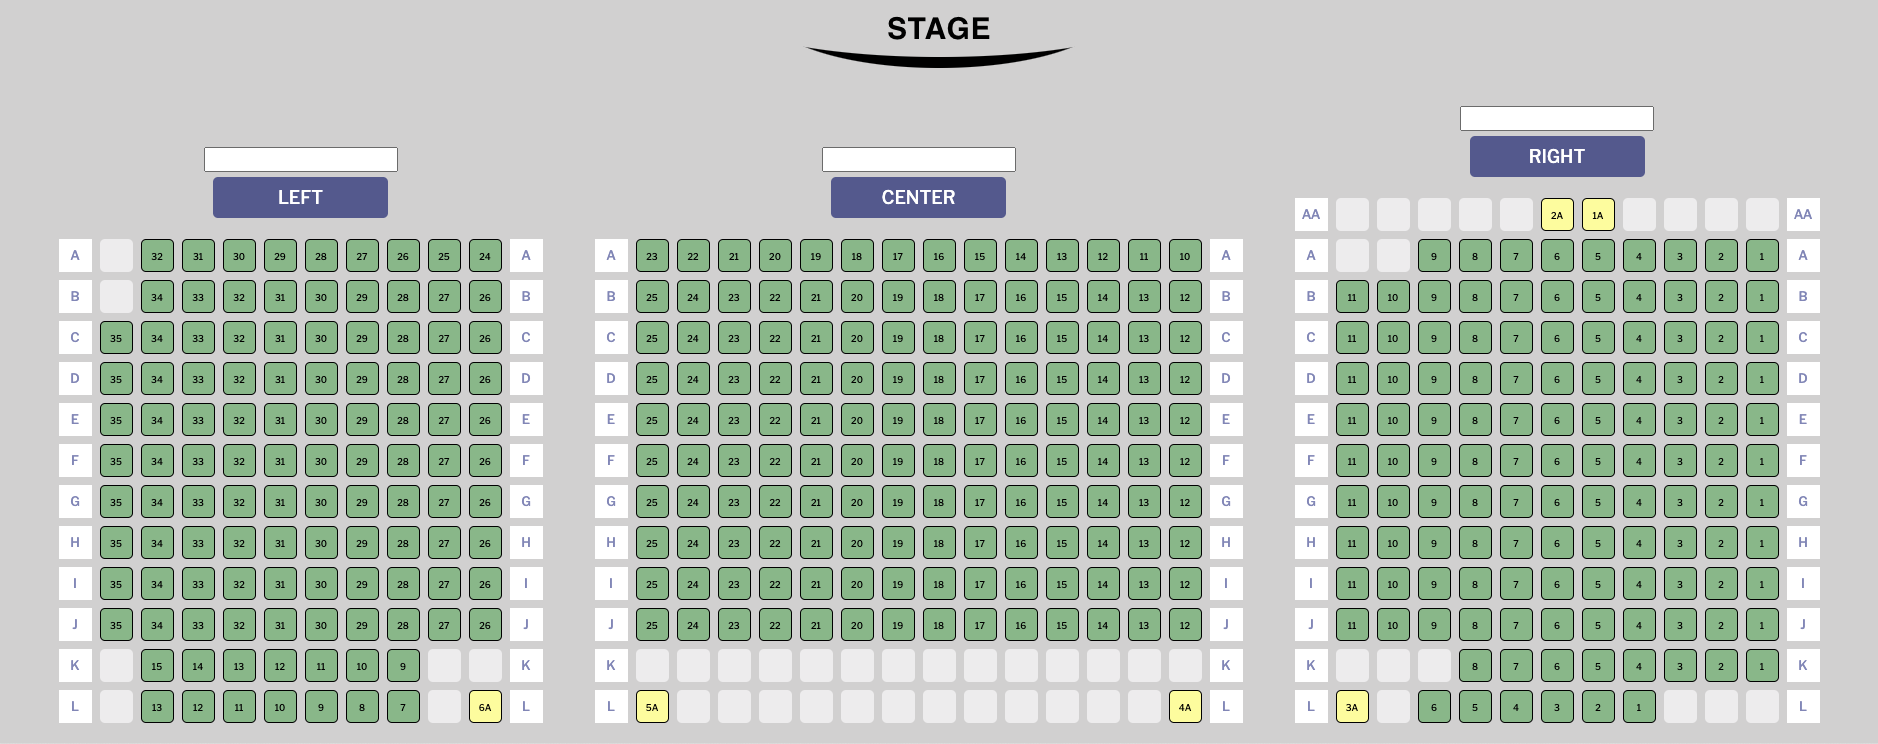 STAGE
RIGHT
LEFT CENTER
AA 2A 1A AA
A 32 31 30 29 28 27 26 25 24 A A 23 22 21 20 19 18 17 16 15 14 13 12 11 10 A A 9 8 7 6 5 4 3 2 1 A
B 34 33 32 31 30 29 28 27 26 B B 25 24 23 22 21 20 19 18 17 16 15 14 13 12 B B 11 10 9 8 7 6 5 4 3 2 1 B
C 35 34 33 32 31 30 29 28 27 26 C C 25 24 23 22 21 20 19 18 17 16 15 14 13 12 C C 11 10 9 8 7 6 5 4 3 2 1 C
D 35 34 33 32 31 30 29 28 27 26 D D 25 24 23 22 21 20 19 18 17 16 15 14 13 12 D D 11 10 9 8 7 6 5 4 3 2 1 D
E 35 34 33 32 31 30 29 28 27 26 E E 25 24 23 22 21 20 19 18 17 16 15 14 13 12 E E 11 10 9 8 7 6 5 4 3 2 1 E
F 35 34 33 32 31 30 29 28 27 26 F F 25 24 23 22 21 20 19 18 17 16 15 14 13 12 F F 11 10 9 8 7 6 5 4 3 2 1 F
G 35 34 33 32 31 30 29 28 27 26 G G 25 24 23 22 21 20 19 18 17 16 15 14 13 12 G G 11 10 9 8 7 6 5 4 3 2 1 G
H 35 34 33 32 31 30 29 28 27 26 H H 25 24 23 22 21 20 19 18 17 16 15 14 13 12 H H 11 10 9 8 7 6 5 4 3 2 1 H
I 35 34 33 32 31 30 29 28 27 26 I I 25 24 23 22 21 20 19 18 17 16 15 14 13 12 I I 11 10 9 8 7 6 5 4 3 2 1 I
J 35 34 33 32 31 30 29 28 27 26 J J 25 24 23 22 21 20 19 18 17 16 15 14 13 12 J J 11 10 9 8 7 6 5 4 3 2 1 J
K 15 14 13 12 11 10 9 K K K K 8 7 6 5 4 3 2 1 K
L 13 12 11 10 9 8 7 6A L L 5A 4A L L 3A 6 5 4 3 2 1 L